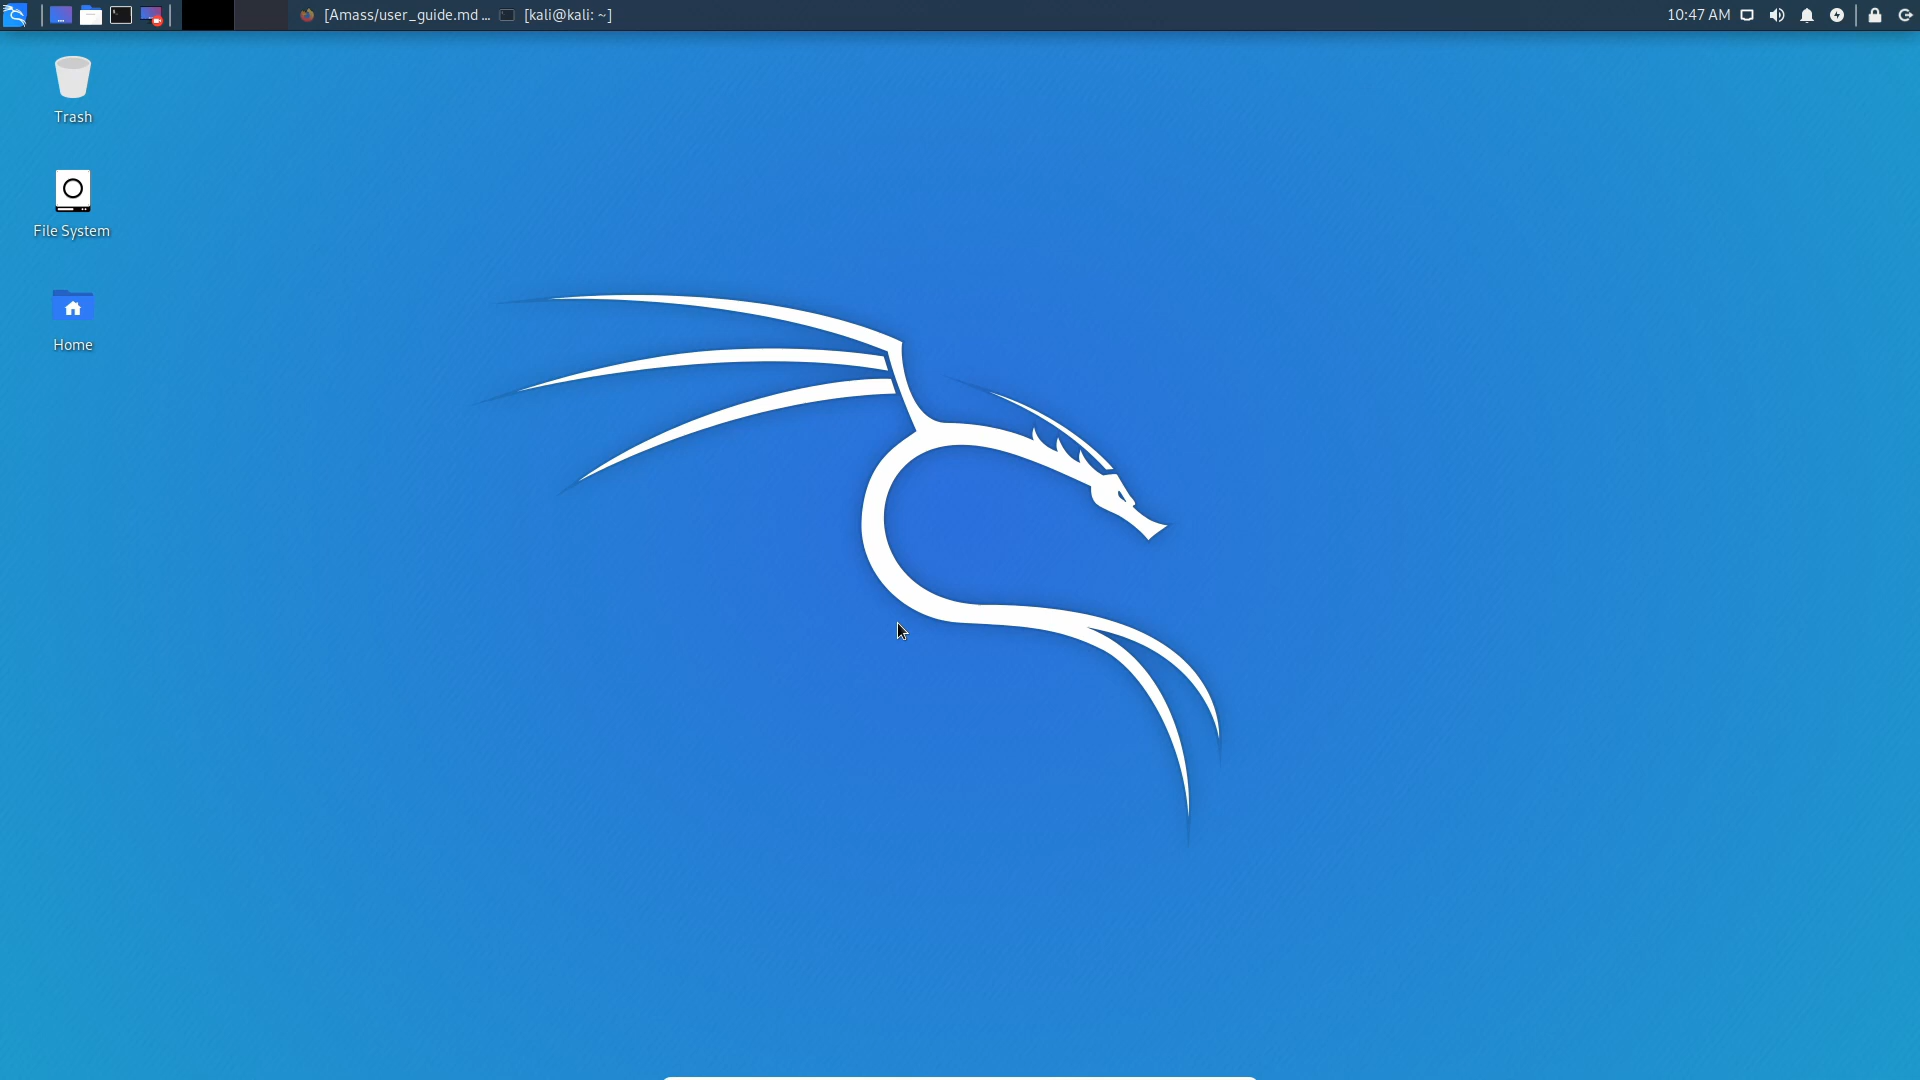 [Amass/user_guide.md ... [kali@kali: ~] 10:47 AM
Trash
File System
Home